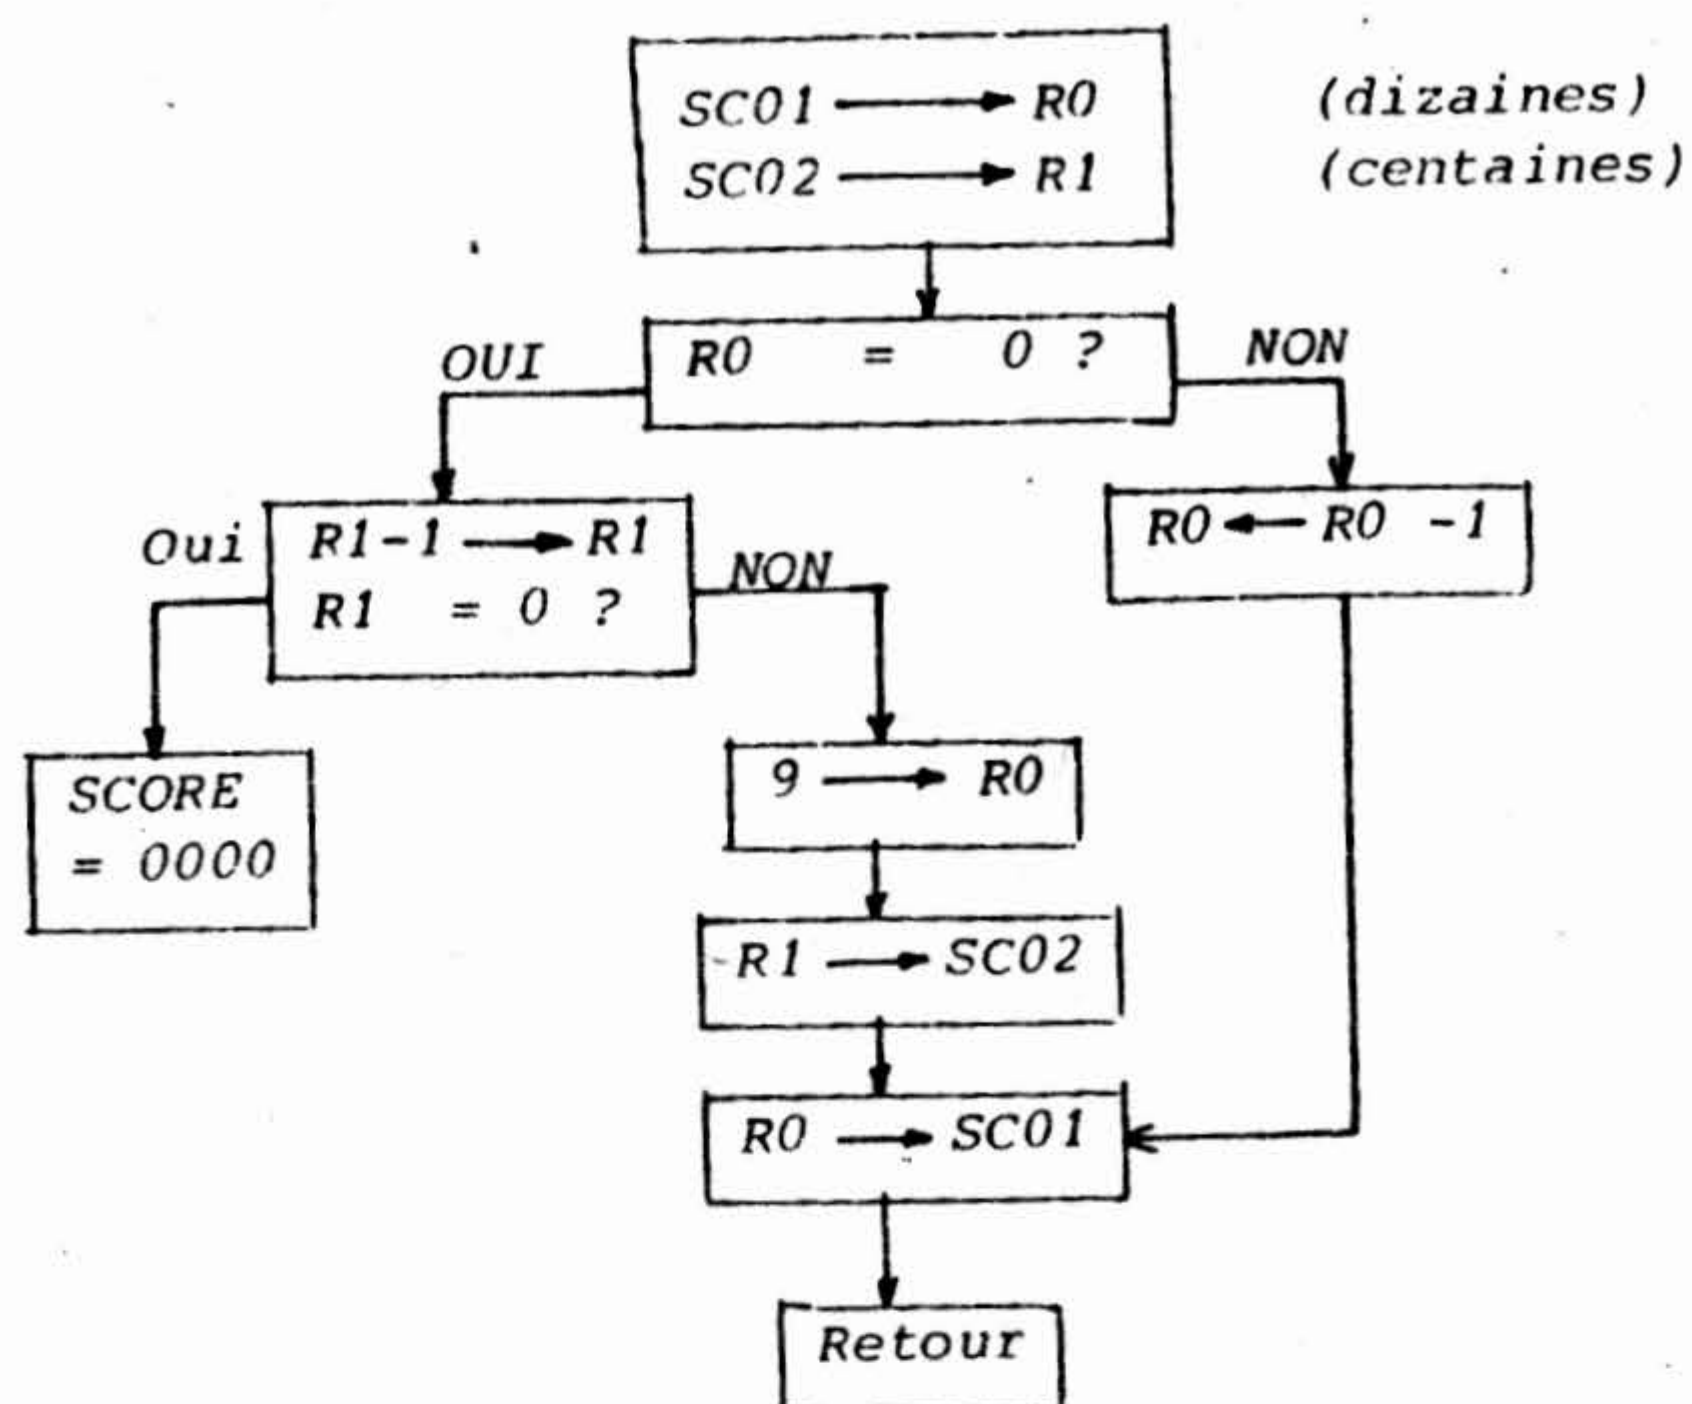 SC01 → R0 (dizaines)
SC02 → R1 (centaines)
R0 = 0 ?
OUI
NON
R1-1 → R1
R1 = 0 ?
Oui
NON
R0 ← R0 -1
SCORE
= 0000
9 → R0
R1 → SC02
R0 → SC01
Retour